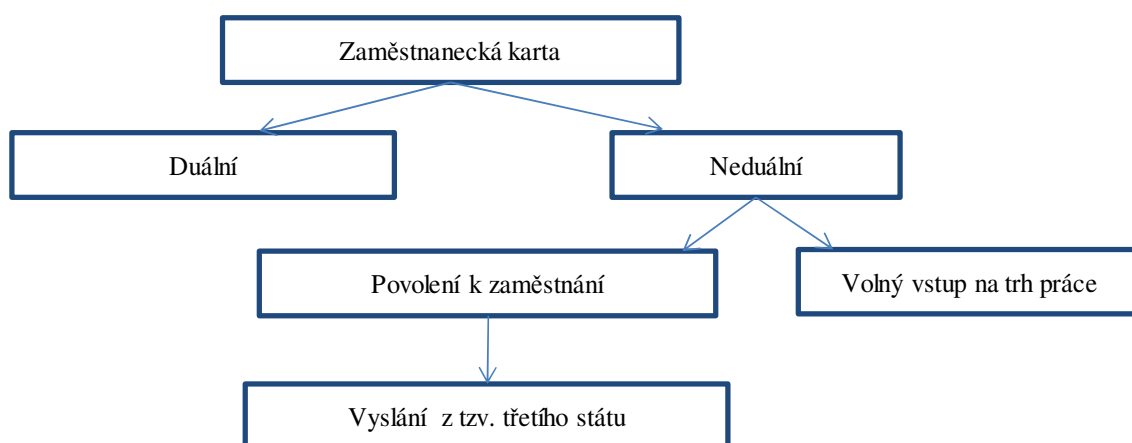 Zaměstnanecká karta
Duální
Neduální
Povolení k zaměstnání
Volný vstup na trh práce
Vyslání z tzv. třetího státu